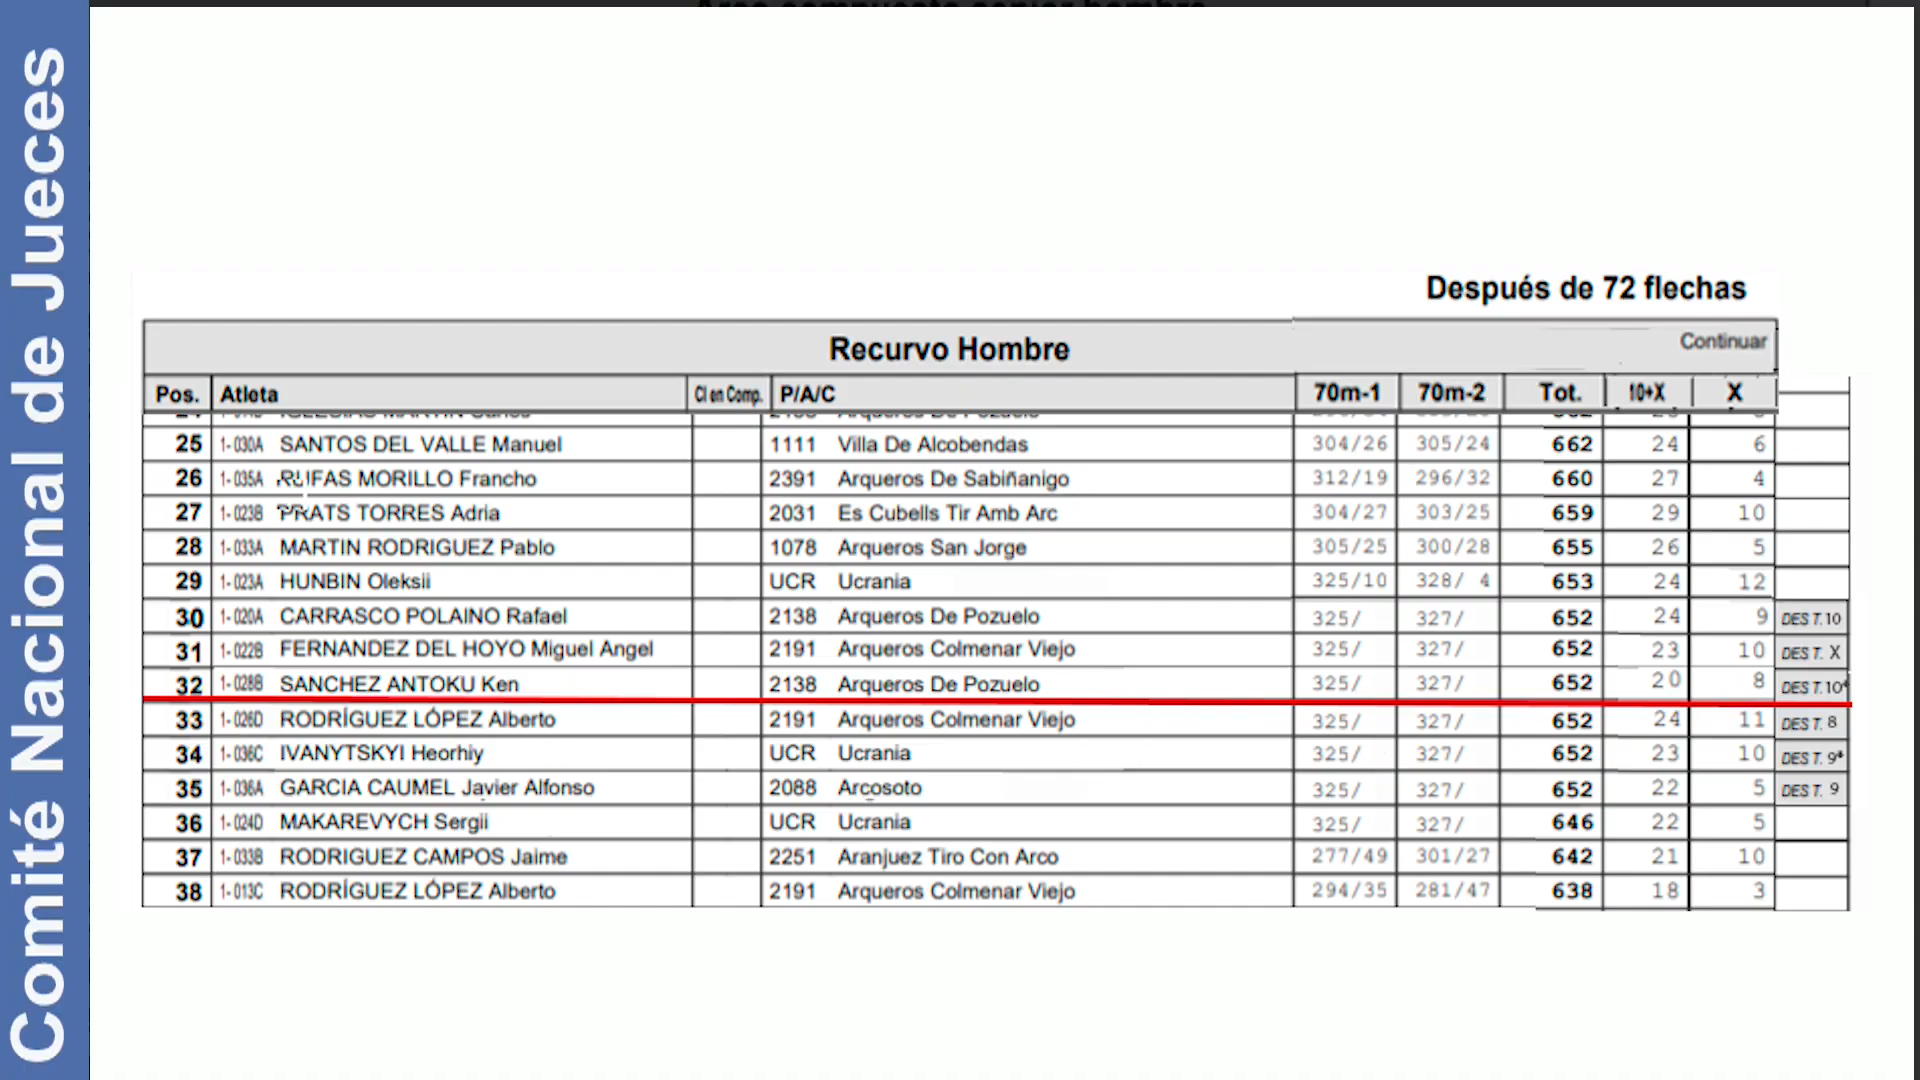 Comité Nacional de Jueces
Después de 72 flechas
Recurvo Hombre Continuar
Pos. Atleta Cl en Comp. P/A/C 70m-1 70m-2 Tot. 10+X X
25 1-030A SANTOS DEL VALLE Manuel 1111 Villa De Alcobendas 304/26 305/24 662 24 6
26 1-035A RUFAS MORILLO Francho 2391 Arqueros De Sabiñanigo 312/19 296/32 660 27 4
27 1-023B PRATS TORRES Adria 2031 Es Cubells Tir Amb Arc 304/27 303/25 659 29 10
28 1-033A MARTIN RODRIGUEZ Pablo 1078 Arqueros San Jorge 305/25 300/28 655 26 5
29 1-023A HUNBIN Oleksii UCR Ucrania 325/10 328/ 4 653 24 12
30 1-020A CARRASCO POLAINO Rafael 2138 Arqueros De Pozuelo 325/ 327/ 652 24 9 DES T.10
31 1-022B FERNANDEZ DEL HOYO Miguel Angel 2191 Arqueros Colmenar Viejo 325/ 327/ 652 23 10 DES T. X
32 1-028B SANCHEZ ANTOKU Ken 2138 Arqueros De Pozuelo 325/ 327/ 652 20 8 DES T.10*
33 1-026D RODRÍGUEZ LÓPEZ Alberto 2191 Arqueros Colmenar Viejo 325/ 327/ 652 24 11 DES T. 8
34 1-036C IVANYTSKYI Heorhiy UCR Ucrania 325/ 327/ 652 23 10 DES T. 9*
35 1-036A GARCIA CAUMEL Javier Alfonso 2088 Arcosoto 325/ 327/ 652 22 5 DES T. 9
36 1-024D MAKAREVYCH Sergii UCR Ucrania 325/ 327/ 646 22 5
37 1-033B RODRIGUEZ CAMPOS Jaime 2251 Aranjuez Tiro Con Arco 277/49 301/27 642 21 10
38 1-013C RODRÍGUEZ LÓPEZ Alberto 2191 Arqueros Colmenar Viejo 294/35 281/47 638 18 3